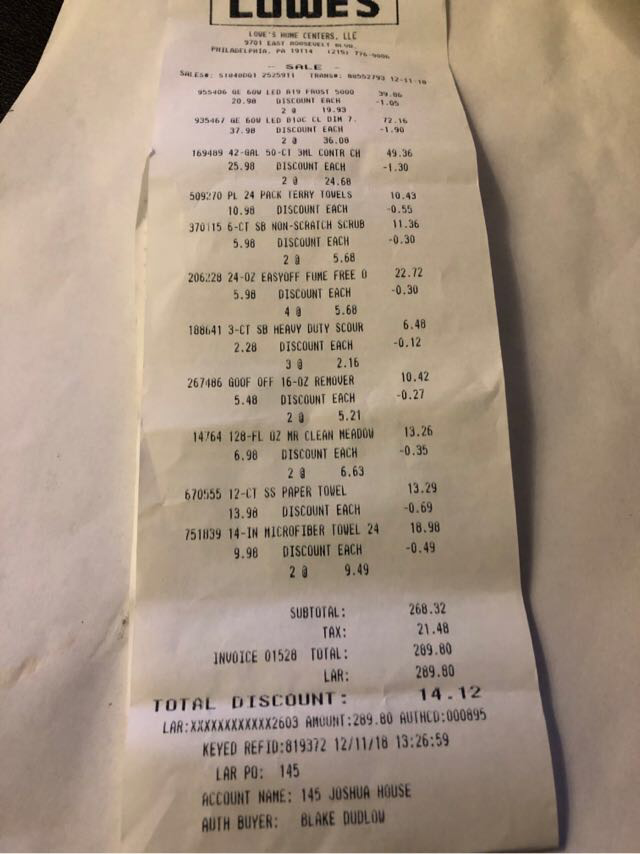 LOWE'S
LOWE'S HOME CENTERS, LLC
9701 EAST ROOSEVELT BLVD.
PHILADELPHIA, PA 19114 (215)
- SALE -
SALES#: 2525911 TRANS#: 88552793 12-11-18
955406 GE 60W LED A19 FROST 5000 39.86
20.98 DISCOUNT EACH -1.05
2 @ 19.93
935467 GE 60W LED B10C CL DIM 7. 72.16
37.98 DISCOUNT EACH -1.90
2 @ 36.08
169489 42-GAL 50-CT 3ML CONTR CH 49.36
25.98 DISCOUNT EACH -1.30
2 @ 24.68
509270 PL 24 PACK TERRY TOWELS 10.43
10.98 DISCOUNT EACH -0.55
370115 6-CT SB NON-SCRATCH SCRUB 11.36
5.98 DISCOUNT EACH -0.30
2 @ 5.68
206228 24-OZ EASYOFF FUME FREE O 22.72
5.98 DISCOUNT EACH -0.30
4 @ 5.68
188641 3-CT SB HEAVY DUTY SCOUR 6.48
2.28 DISCOUNT EACH -0.12
3 @ 2.16
267486 GOOF OFF 16-OZ REMOVER 10.42
5.48 DISCOUNT EACH -0.27
2 @ 5.21
14764 128-FL OZ MR CLEAN MEADOW 13.26
6.98 DISCOUNT EACH -0.35
2 @ 6.63
670555 12-CT SS PAPER TOWEL 13.29
13.98 DISCOUNT EACH -0.69
751839 14-IN MICROFIBER TOWEL 24 18.98
9.98 DISCOUNT EACH -0.49
2 @ 9.49
SUBTOTAL: 268.32
TAX: 21.48
INVOICE 01528 TOTAL: 289.80
LAR: 289.80
TOTAL DISCOUNT: 14.12
LAR:XXXXXXXXXXXX2603 AMOUNT:289.80 AUTHCD:000895
KEYED REFID:819372 12/11/18 13:26:59
LAR PO: 145
ACCOUNT NAME: 145 JOSHUA HOUSE
AUTH BUYER: BLAKE DUDLOW